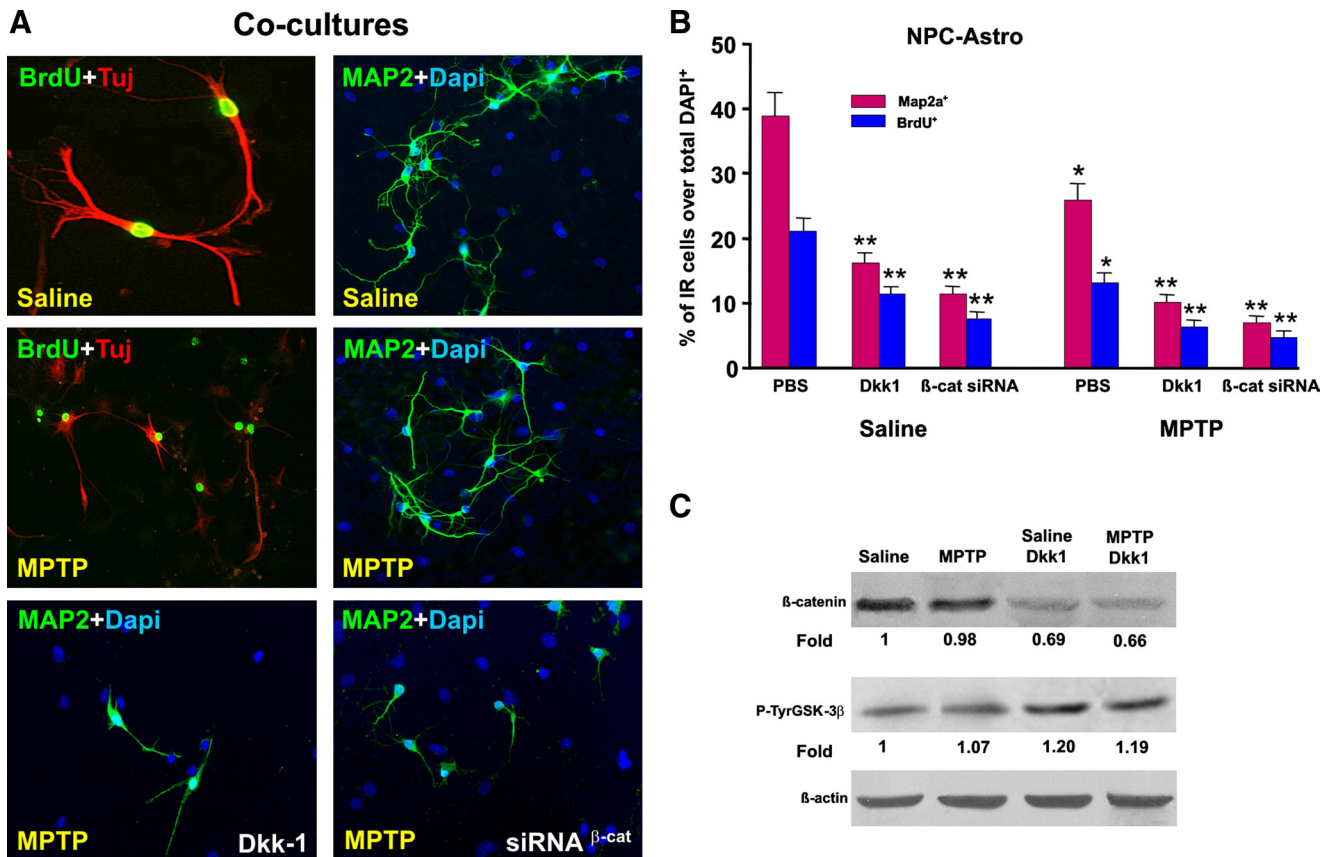 A
Co-cultures
BrdU+Tuj
Saline
MAP2+Dapi
Saline
BrdU+Tuj
MPTP
MAP2+Dapi
MPTP
MAP2+Dapi
MPTP Dkk-1
MAP2+Dapi
MPTP siRNA β-cat
B
NPC-Astro
Map2a+
BrdU+
% of IR cells over total DAPI+
50
40
30
20
10
0
** ** ** ** * * ** ** ** **
PBS Dkk1 ß-cat siRNA PBS Dkk1 ß-cat siRNA
Saline MPTP
C
Saline MPTP Saline Dkk1 MPTP Dkk1
ß-catenin
Fold 1 0.98 0.69 0.66
P-TyrGSK-3β
Fold 1 1.07 1.20 1.19
ß-actin